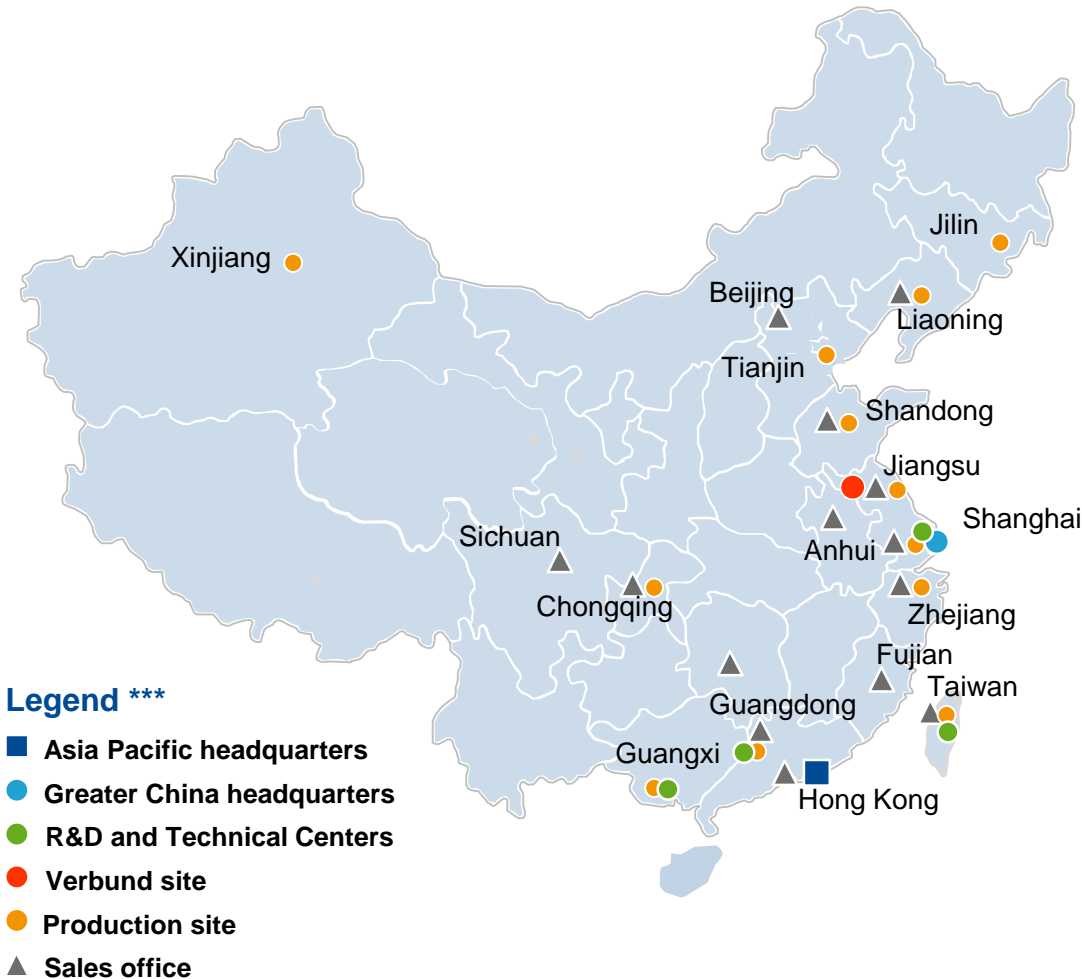 Jilin
Xinjiang
Beijing
Liaoning
Tianjin
Shandong
Jiangsu
Shanghai
Sichuan
Anhui
Chongqing
Zhejiang
Fujian
Taiwan
Guangdong
Guangxi
Hong Kong
Legend ***
Asia Pacific headquarters
Greater China headquarters
R&D and Technical Centers
Verbund site
Production site
Sales office